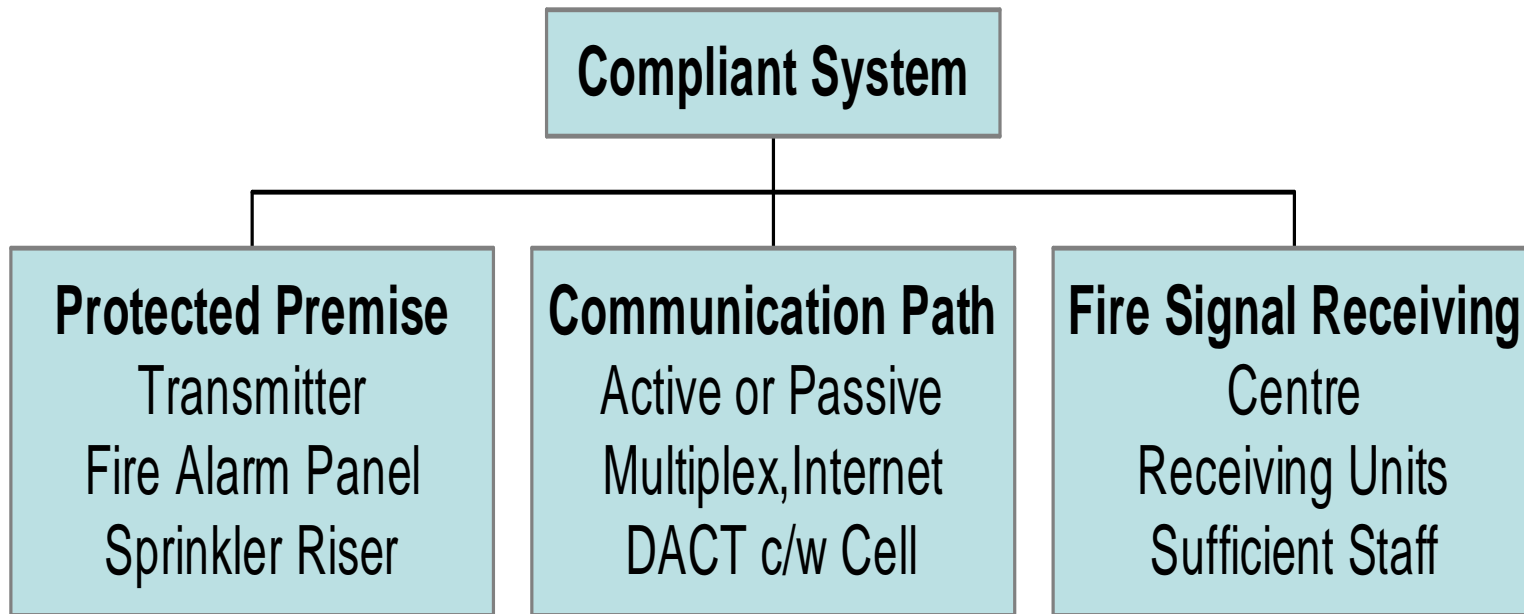 Compliant System
Protected Premise
Transmitter
Fire Alarm Panel
Sprinkler Riser
Communication Path
Active or Passive
Multiplex,Internet
DACT c/w Cell
Fire Signal Receiving
Centre
Receiving Units
Sufficient Staff